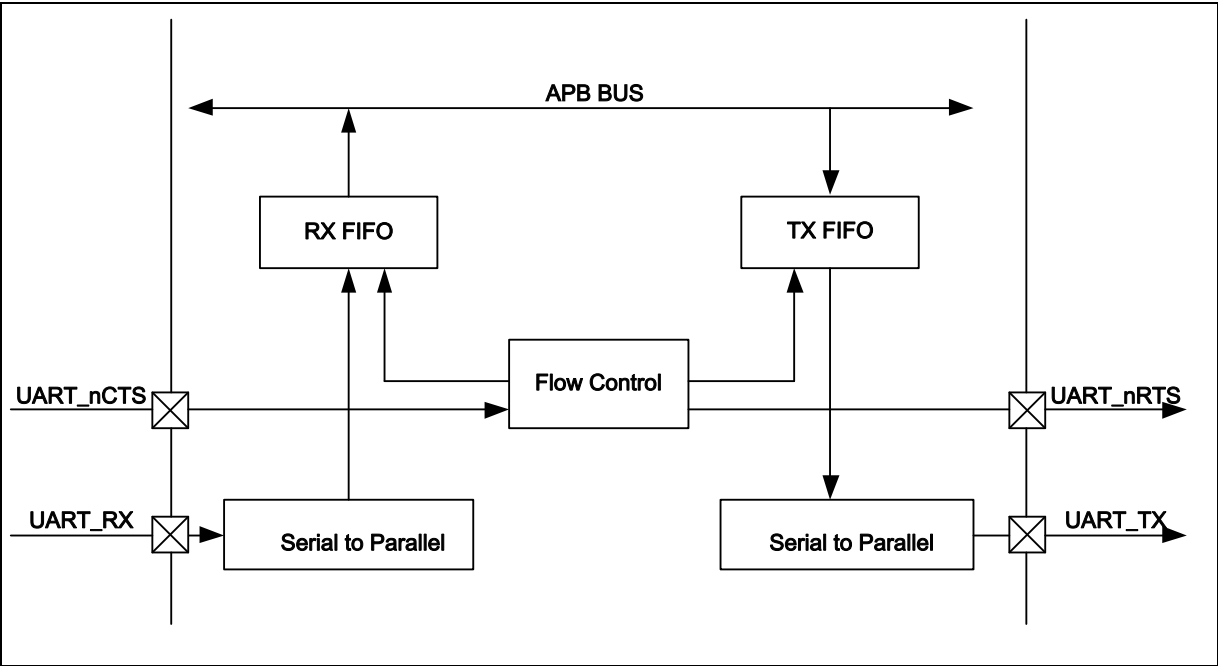 APB BUS
RX FIFO
TX FIFO
Flow Control
UART_nCTS
UART_nRTS
UART_RX
Serial to Parallel
Serial to Parallel
UART_TX